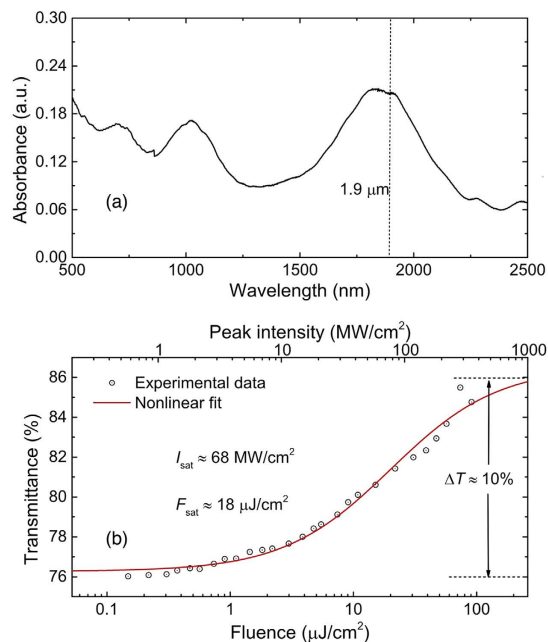 0.30
0.24
0.18
0.12
0.06
0.00
Absorbance (a.u.)
(a)
1.9 μm
500 1000 1500 2000 2500
Wavelength (nm)
Peak intensity (MW/cm²)
1 10 100 1000
86
84
82
80
78
76
Transmittance (%)
Experimental data
Nonlinear fit
I_sat ≈ 68 MW/cm²
F_sat ≈ 18 μJ/cm²
ΔT ≈ 10%
(b)
0.1 1 10 100
Fluence (μJ/cm²)